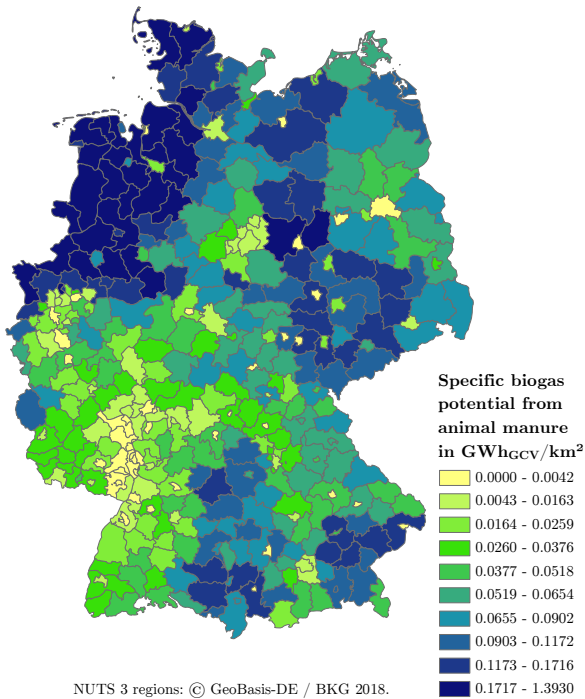 Specific biogas
potential from
animal manure
in GWhGCV/km²
0.0000 - 0.0042
0.0043 - 0.0163
0.0164 - 0.0259
0.0260 - 0.0376
0.0377 - 0.0518
0.0519 - 0.0654
0.0655 - 0.0902
0.0903 - 0.1172
0.1173 - 0.1716
0.1717 - 1.3930
NUTS 3 regions: © GeoBasis-DE / BKG 2018.